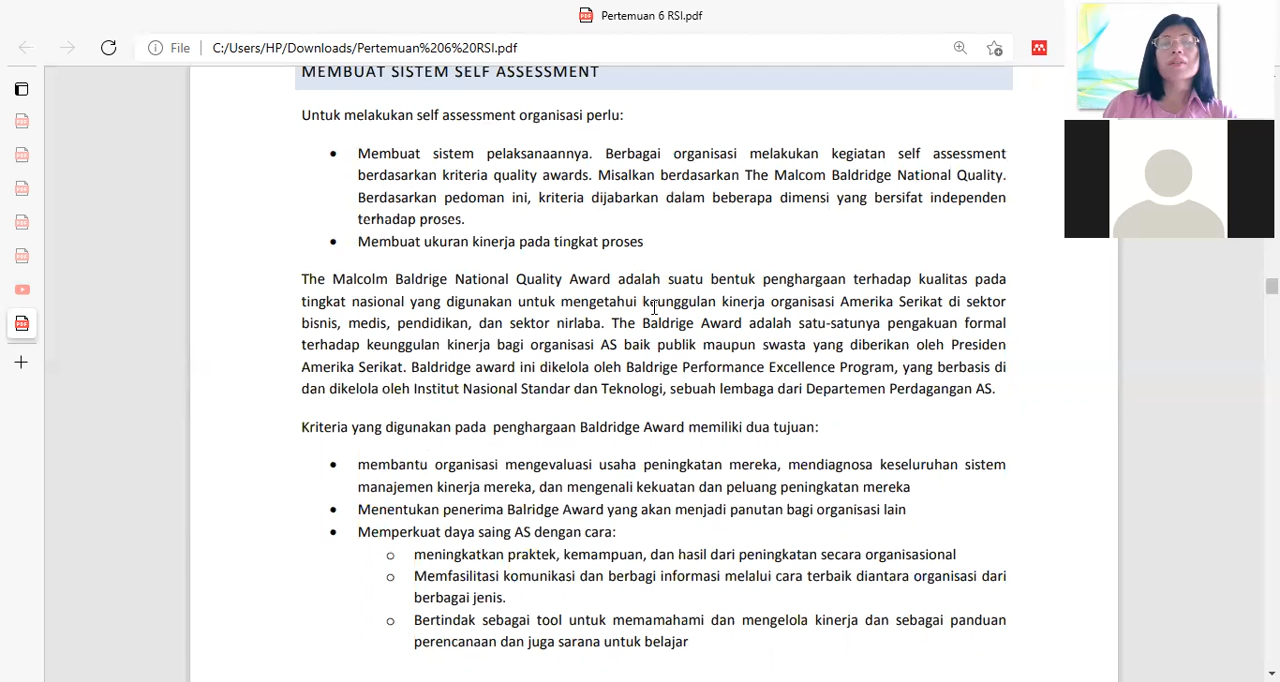 Pertemuan 6 RSI.pdf
File
C:/Users/HP/Downloads/Pertemuan%206%20RSI.pdf
MEMBUAT SISTEM SELF ASSESSMENT
Untuk melakukan self assessment organisasi perlu:
• Membuat sistem pelaksanaannya. Berbagai organisasi melakukan kegiatan self assessment
berdasarkan kriteria quality awards. Misalkan berdasarkan The Malcom Baldridge National Quality.
Berdasarkan pedoman ini, kriteria dijabarkan dalam beberapa dimensi yang bersifat independen
terhadap proses.
• Membuat ukuran kinerja pada tingkat proses
The Malcolm Baldrige National Quality Award adalah suatu bentuk penghargaan terhadap kualitas pada
tingkat nasional yang digunakan untuk mengetahui keunggulan kinerja organisasi Amerika Serikat di sektor
bisnis, medis, pendidikan, dan sektor nirlaba. The Baldrige Award adalah satu-satunya pengakuan formal
terhadap keunggulan kinerja bagi organisasi AS baik publik maupun swasta yang diberikan oleh Presiden
Amerika Serikat. Baldridge award ini dikelola oleh Baldrige Performance Excellence Program, yang berbasis di
dan dikelola oleh Institut Nasional Standar dan Teknologi, sebuah lembaga dari Departemen Perdagangan AS.
Kriteria yang digunakan pada penghargaan Baldridge Award memiliki dua tujuan:
• membantu organisasi mengevaluasi usaha peningkatan mereka, mendiagnosa keseluruhan sistem
manajemen kinerja mereka, dan mengenali kekuatan dan peluang peningkatan mereka
• Menentukan penerima Balridge Award yang akan menjadi panutan bagi organisasi lain
• Memperkuat daya saing AS dengan cara:
o meningkatkan praktek, kemampuan, dan hasil dari peningkatan secara organisasional
o Memfasilitasi komunikasi dan berbagi informasi melalui cara terbaik diantara organisasi dari
berbagai jenis.
o Bertindak sebagai tool untuk memamahami dan mengelola kinerja dan sebagai panduan
perencanaan dan juga sarana untuk belajar